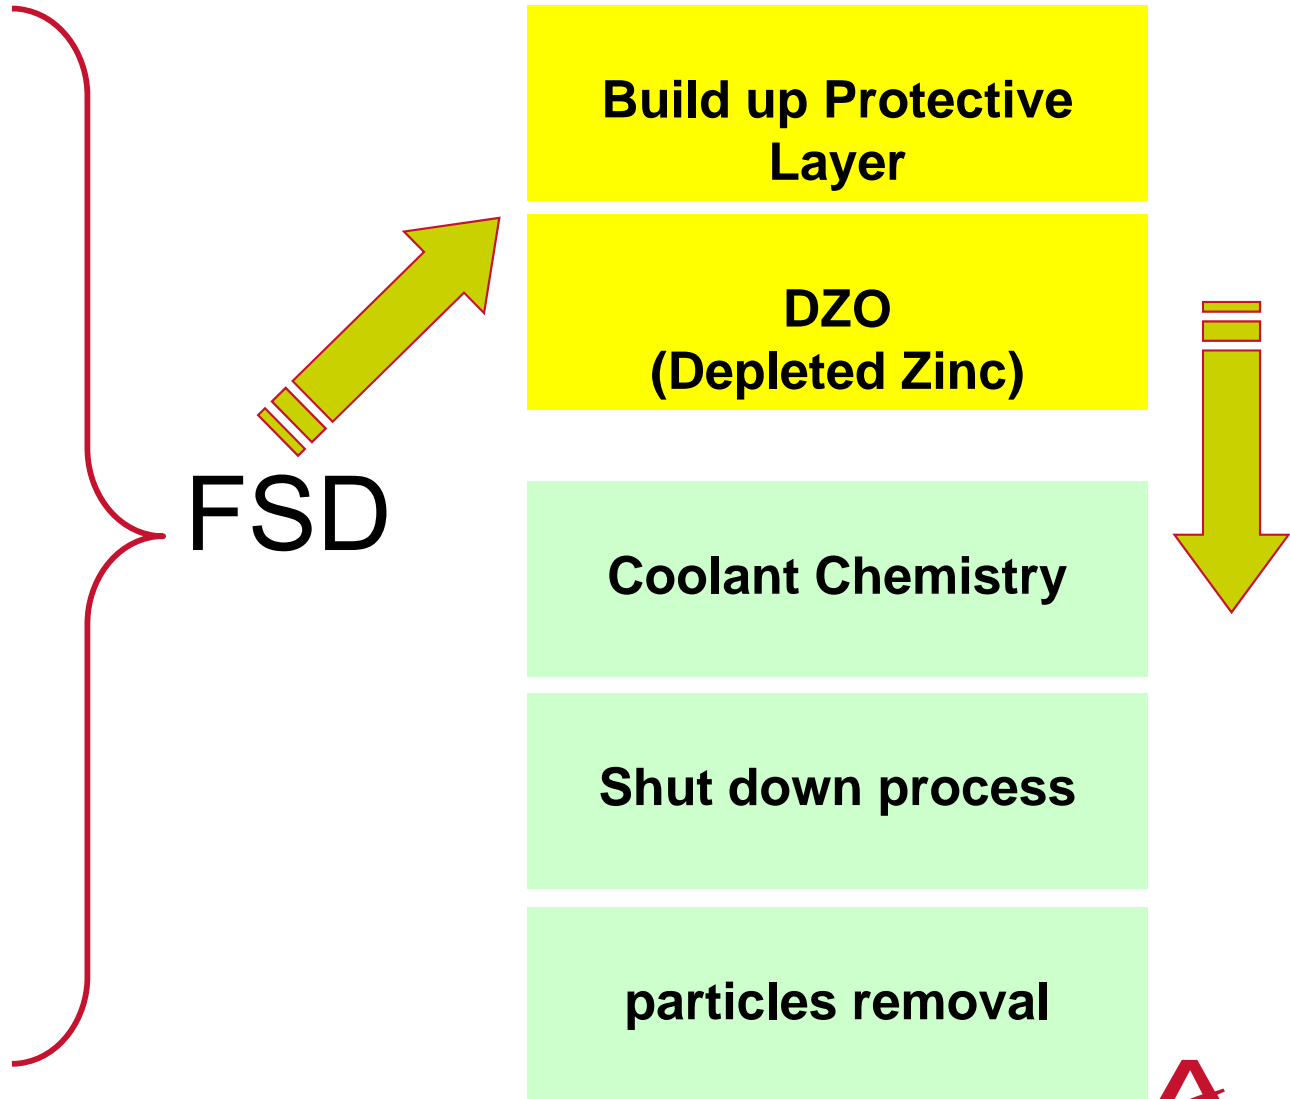 Build up Protective
Layer
DZO
(Depleted Zinc)
FSD
Coolant Chemistry
Shut down process
particles removal